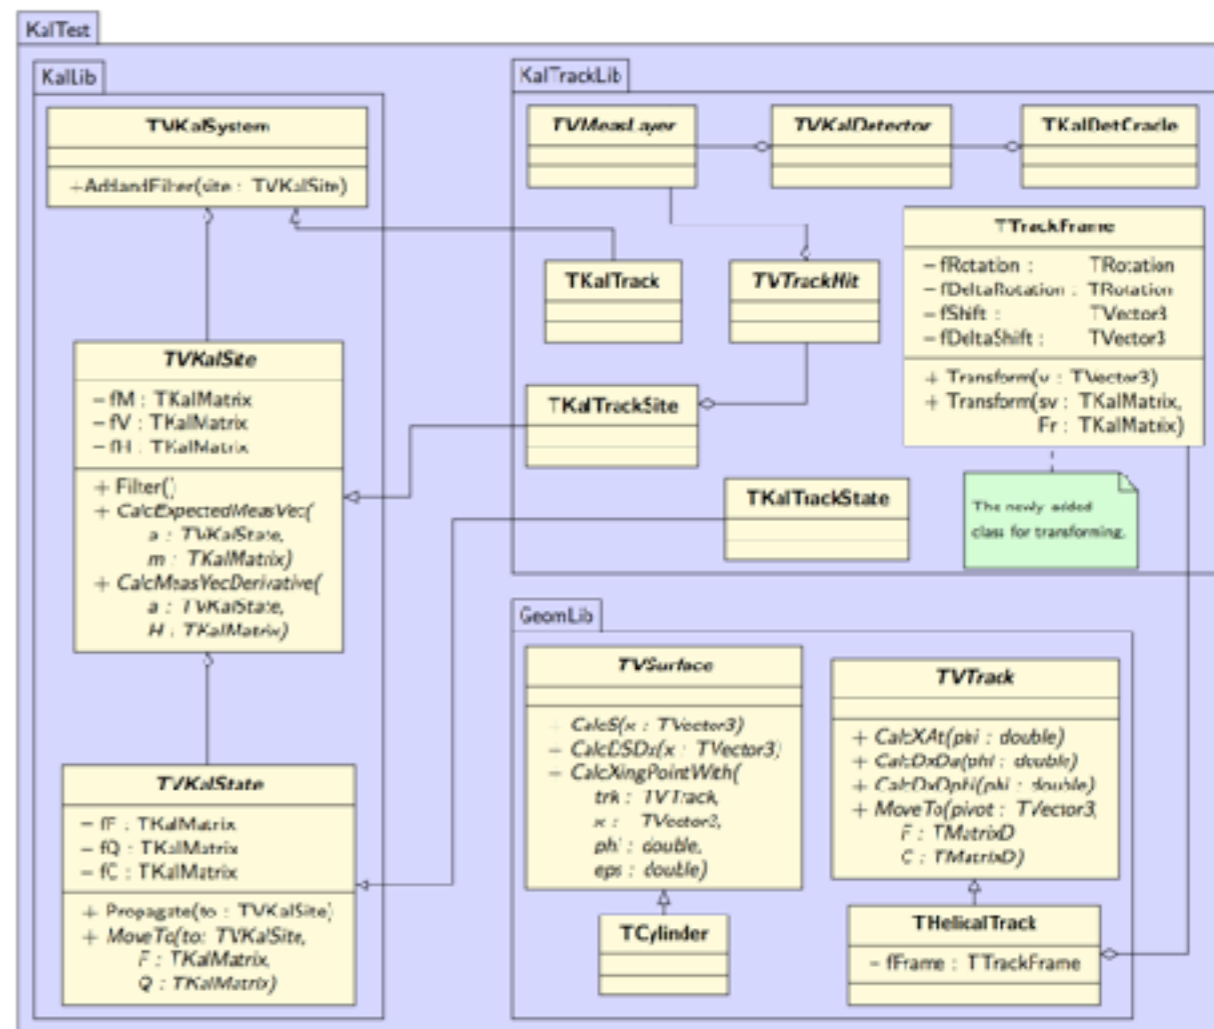 KalTest
KalLib
TVKalSystem
+AddandFilter(site : TVKalSite)
TVKalSite
− fM : TKalMatrix
− fV : TKalMatrix
− fH : TKalMatrix
+ Filter()
+ CalcExpectedMeasVec(
a : TVKalState,
m : TKalMatrix)
+ CalcMeasVecDerivative(
a : TVKalState,
H : TKalMatrix)
TVKalState
− fF : TKalMatrix
− fQ : TKalMatrix
− fC : TKalMatrix
+ Propagate(to : TVKalSite)
+ MoveTo(to: TVKalSite,
F : TKalMatrix,
Q : TKalMatrix)
KalTrackLib
TVMeasLayer
TVKalDetector
TKalDetCradle
TKalTrack
TVTrackHit
TKalTrackSite
TKalTrackState
TTrackFrame
− fRotation : TRotation
− fDeltaRotation : TRotation
− fShift : TVector3
− fDeltaShift : TVector3
+ Transform(v : TVector3)
+ Transform(sv : TKalMatrix,
Fr : TKalMatrix)
The newly added
class for transforming.
GeomLib
TVSurface
+ CalcS(x : TVector3)
− CalcDSDx(x : TVector3)
− CalcXingPointWith(
trk : TVTrack,
x : TVector3,
phi : double,
eps : double)
TCylinder
TVTrack
+ CalcXAt(phi : double)
+ CalcDxDa(phi : double)
+ CalcDxDphi(phi : double)
+ MoveTo(pivot : TVector3,
F : TMatrixD
C : TMatrixD)
THelicalTrack
− fFrame : TTrackFrame